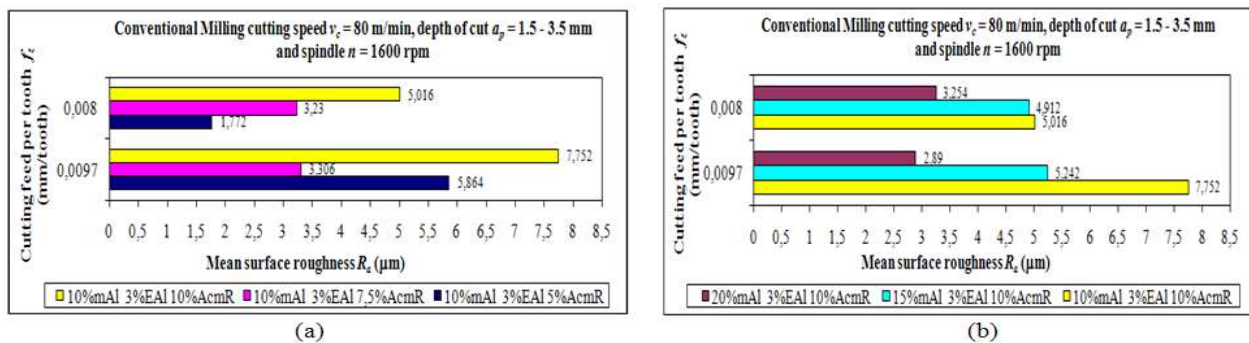 Conventional Milling cutting speed vc = 80 m/min, depth of cut ap = 1.5 - 3.5 mm
and spindle n = 1600 rpm
Cutting feed per tooth fz
(mm/tooth)
0,008
5,016
3,23
1,772
0,0097
7,752
3,306
5,864
0 0,5 1 1,5 2 2,5 3 3,5 4 4,5 5 5,5 6 6,5 7 7,5 8 8,5
Mean surface roughness Ra (μm)
10%mAl 3%EAl 10%AcmR 10%mAl 3%EAl 7,5%AcmR 10%mAl 3%EAl 5%AcmR
(a)
Conventional Milling cutting speed vc = 80 m/min, depth of cut ap = 1.5 - 3.5 mm
and spindle n = 1600 rpm
Cutting feed per tooth fz
(mm/tooth)
0,008
3,254
4,912
5,016
0,0097
2,89
5,242
7,752
0 0,5 1 1,5 2 2,5 3 3,5 4 4,5 5 5,5 6 6,5 7 7,5 8 8,5
Mean surface roughness Ra (μm)
20%mAl 3%EAl 10%AcmR 15%mAl 3%EAl 10%AcmR 10%mAl 3%EAl 10%AcmR
(b)